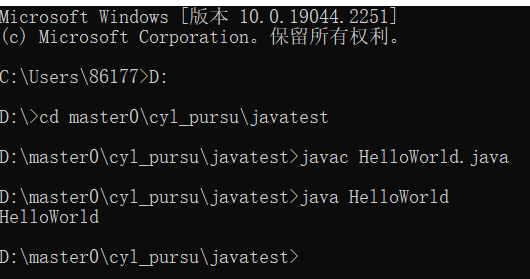 Microsoft Windows [版本 10.0.19044.2251]
(c) Microsoft Corporation。保留所有权利。
C:\Users\86177>D:
D:\>cd master0\cyl_pursu\javatest
D:\master0\cyl_pursu\javatest>javac HelloWorld.java
D:\master0\cyl_pursu\javatest>java HelloWorld
HelloWorld
D:\master0\cyl_pursu\javatest>